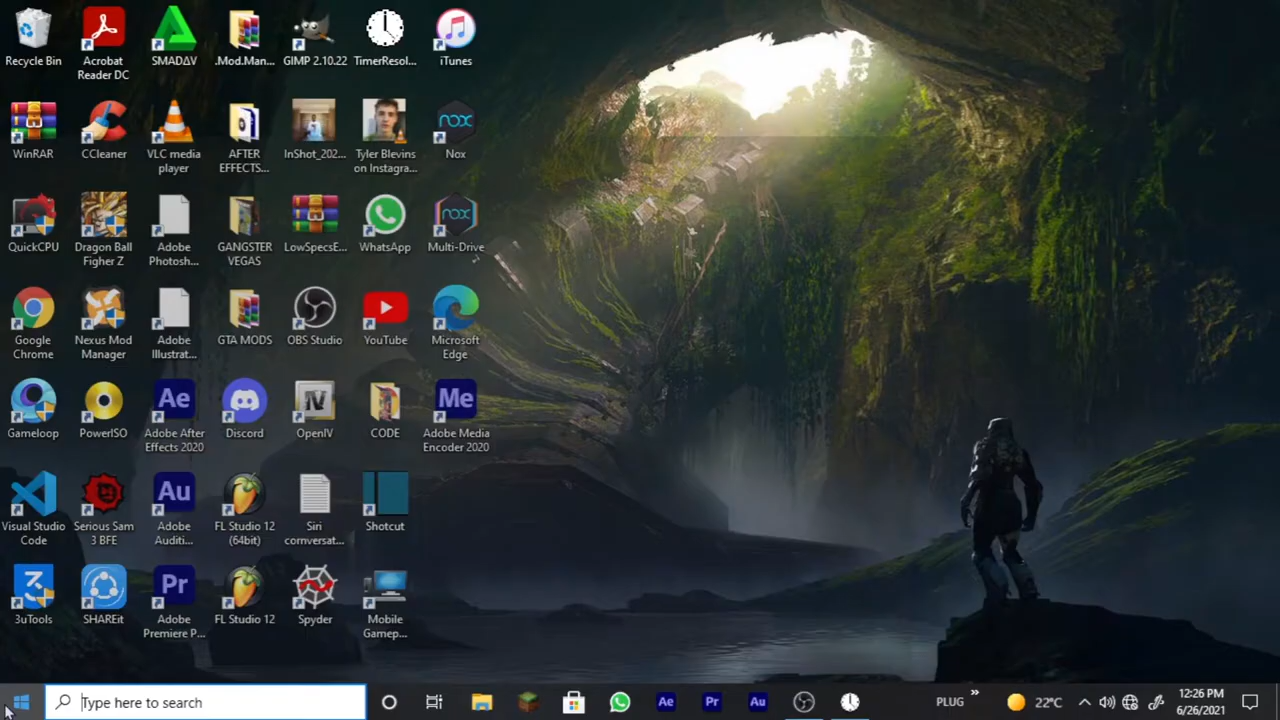 Recycle Bin
Acrobat Reader DC
SMADΔV
.Mod.Man...
GIMP 2.10.22
TimerResol...
iTunes
WinRAR
CCleaner
VLC media player
AFTER EFFECTS...
InShot_202...
Tyler Blevins on Instagra...
Nox
QuickCPU
Dragon Ball Figher Z
Adobe Photosh...
GANGSTER VEGAS
LowSpecsE...
WhatsApp
Multi-Drive
Google Chrome
Nexus Mod Manager
Adobe Illustrat...
GTA MODS
OBS Studio
YouTube
Microsoft Edge
Gameloop
PowerISO
Adobe After Effects 2020
Discord
OpenIV
CODE
Adobe Media Encoder 2020
Visual Studio Code
Serious Sam 3 BFE
Adobe Auditi...
FL Studio 12 (64bit)
Siri cornversat...
Shotcut
3uTools
SHAREit
Adobe Premiere P...
FL Studio 12
Spyder
Mobile Gamep...
Type here to search
PLUG
22°C
12:26 PM
6/26/2021